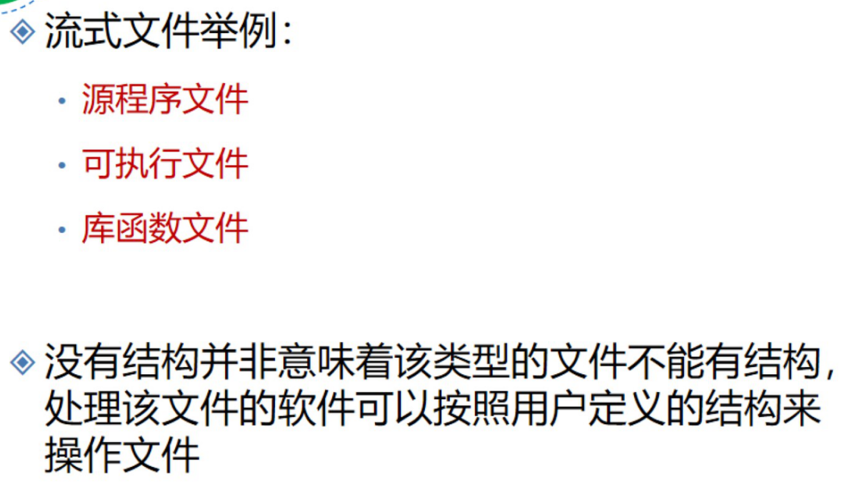 流式文件举例：
• 源程序文件
• 可执行文件
• 库函数文件
没有结构并非意味着该类型的文件不能有结构，
处理该文件的软件可以按照用户定义的结构来
操作文件